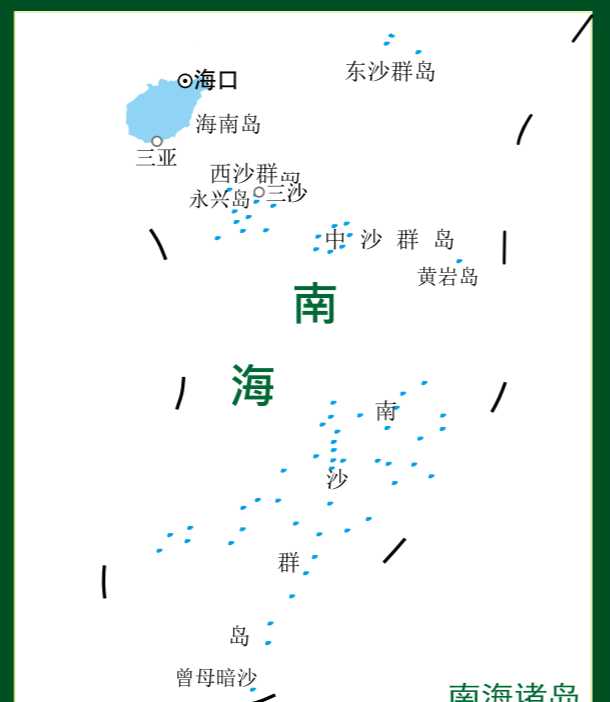 东沙群岛
海口
海南岛
三亚
西沙群岛
永兴岛
三沙
中沙群岛
黄岩岛
南海
南沙群岛
曾母暗沙
南海诸岛